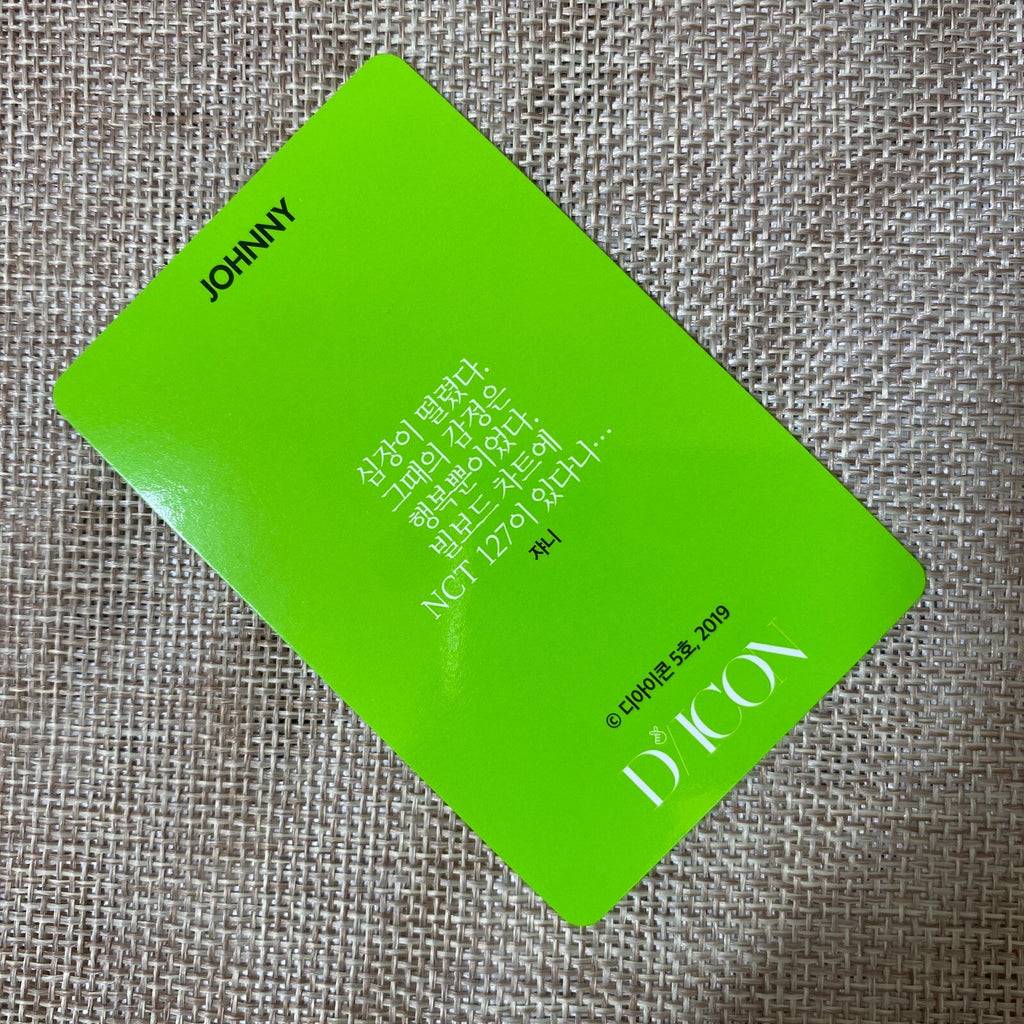 JOHNNY
심장이 떨렸다.
그때의 감정은
행복뿐이었다.
빌보드 차트에
NCT 127이 있다니...
쟈니
© 디아이콘 5호, 2019
D/ICON